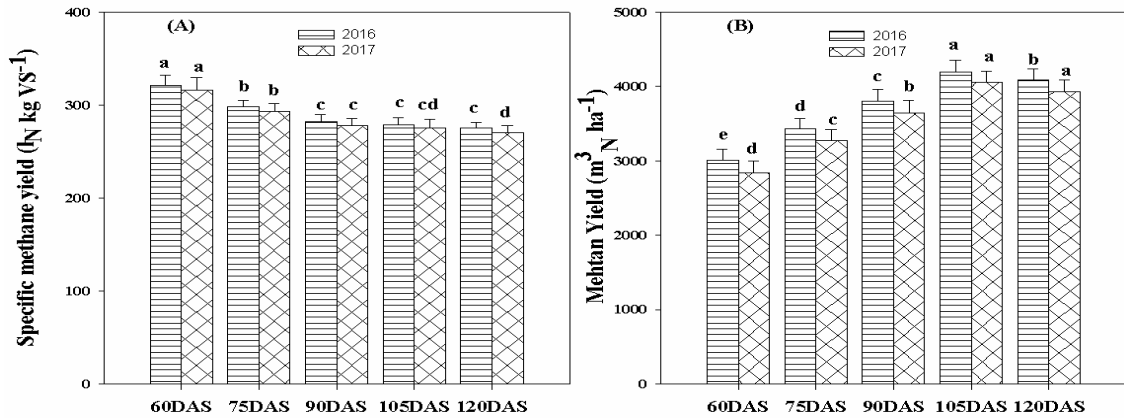 (A)
2016
2017
400
300
200
100
0
Specific methane yield (lN kg VS-1)
a a b b c c c cd c d
60DAS 75DAS 90DAS 105DAS 120DAS
(B)
2016
2017
5000
4000
3000
2000
1000
0
Mehtan Yield (m3N ha-1)
e d d c c b a a b a
60DAS 75DAS 90DAS 105DAS 120DAS